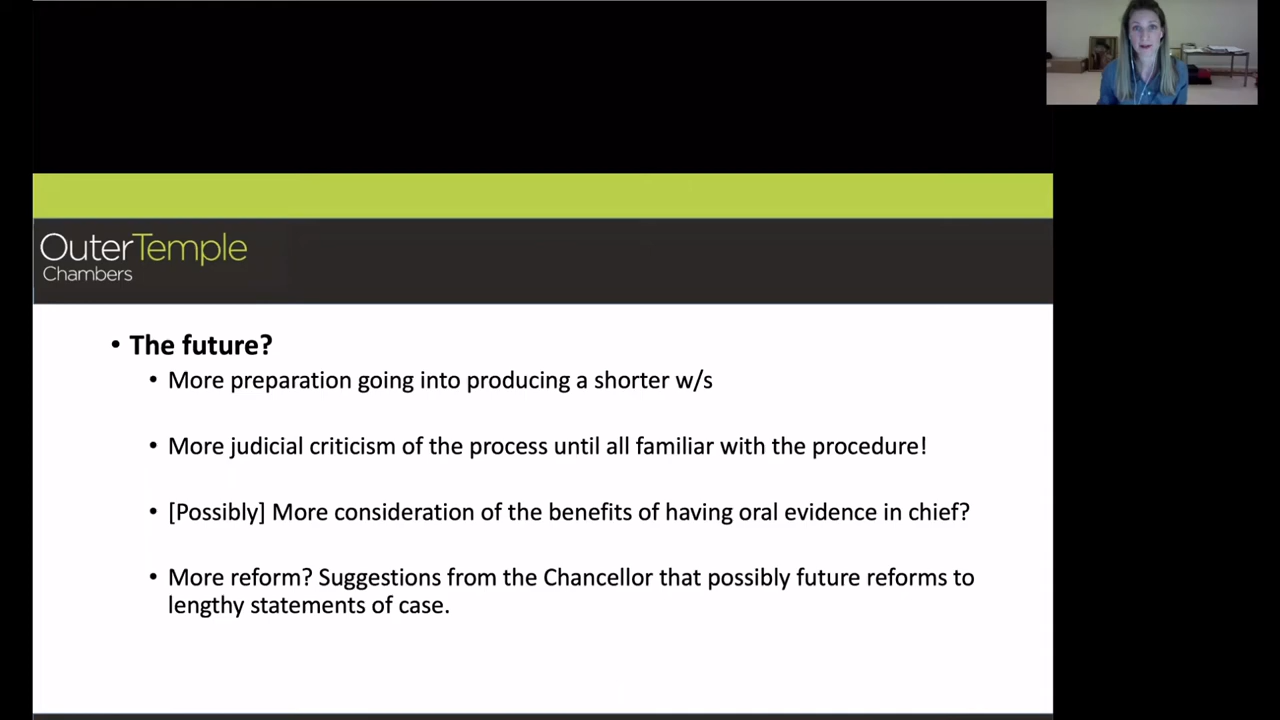 OuterTemple
Chambers
• The future?
• More preparation going into producing a shorter w/s
• More judicial criticism of the process until all familiar with the procedure!
• [Possibly] More consideration of the benefits of having oral evidence in chief?
• More reform? Suggestions from the Chancellor that possibly future reforms to
lengthy statements of case.